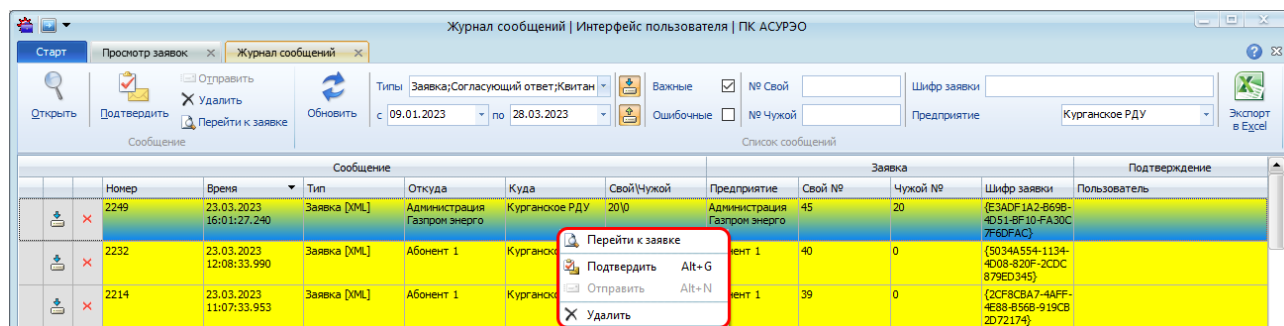 Журнал сообщений | Интерфейс пользователя | ПК АСУРЭО
Старт Просмотр заявок Журнал сообщений
Открыть Подтвердить Отправить Удалить Перейти к заявке
Сообщение
Обновить Типы Заявка;Согласующий ответ;Квитан Важные № Свой Шифр заявки
с 09.01.2023 по 28.03.2023 Ошибочные № Чужой Предприятие Курганское РДУ
Список сообщений
Экспорт в Excel
Сообщение Заявка Подтверждение
Номер Время Тип Откуда Куда Свой\Чужой Предприятие Свой № Чужой № Шифр заявки Пользователь
2249 23.03.2023 Заявка [XML] Администрация Курганское РДУ 20\0 Администрация 45 20 {E3ADF1A2-B69B-
16:01:27.240 Газпром энерго Газпром энерго 4D51-BF10-FA30C
7F6DFAC}
2232 23.03.2023 Заявка [XML] Абонент 1 Курганско ент 1 40 0 {5034A554-1134-
12:08:33.990 4D08-820F-2CDC
879ED345}
2214 23.03.2023 Заявка [XML] Абонент 1 Курганско ент 1 39 0 {2CF8CBA7-4AFF-
11:07:33.953 4E88-B56B-919CB
2D72174}
Перейти к заявке
Подтвердить Alt+G
Отправить Alt+N
Удалить